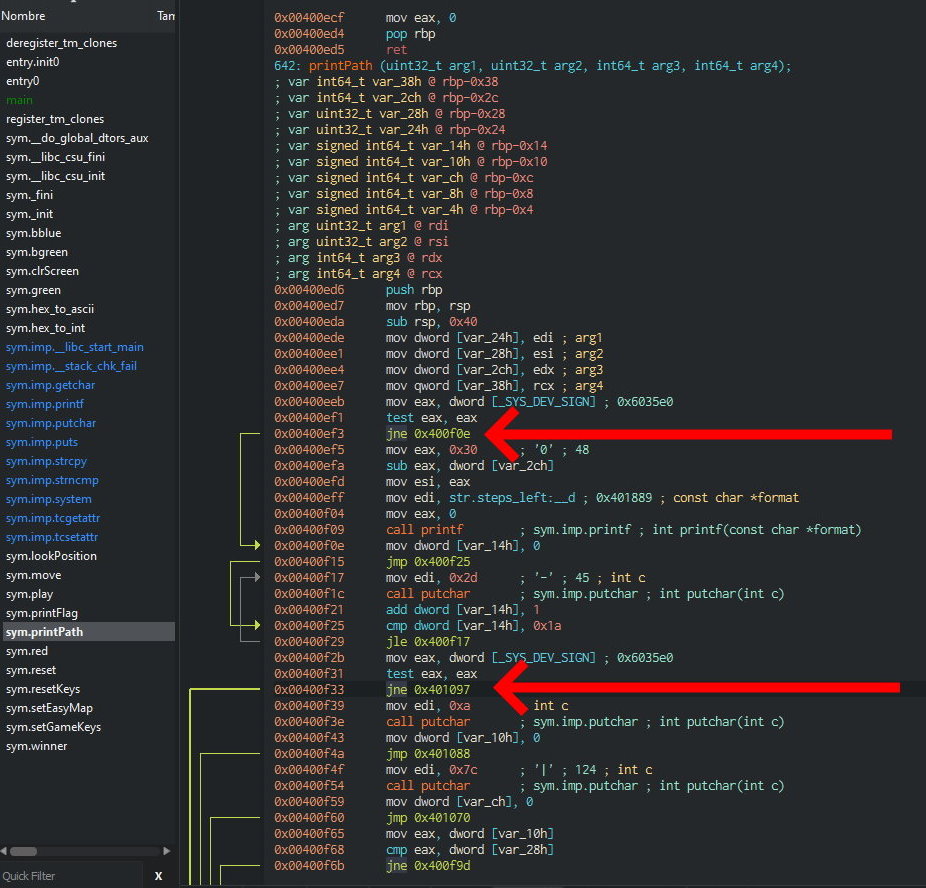 Nombre
Tam
deregister_tm_clones
entry.init0
entry0
main
register_tm_clones
sym.__do_global_dtors_aux
sym.__libc_csu_fini
sym.__libc_csu_init
sym._fini
sym._init
sym.bblue
sym.bgreen
sym.clrScreen
sym.green
sym.hex_to_ascii
sym.hex_to_int
sym.imp.__libc_start_main
sym.imp.__stack_chk_fail
sym.imp.getchar
sym.imp.printf
sym.imp.putchar
sym.imp.puts
sym.imp.strcpy
sym.imp.strncmp
sym.imp.system
sym.imp.tcgetattr
sym.imp.tcsetattr
sym.lookPosition
sym.move
sym.play
sym.printFlag
sym.printPath
sym.red
sym.reset
sym.resetKeys
sym.setEasyMap
sym.setGameKeys
sym.winner
Quick Filter
X
0x00400ecf mov eax, 0
0x00400ed4 pop rbp
0x00400ed5 ret
642: printPath (uint32_t arg1, uint32_t arg2, int64_t arg3, int64_t arg4);
; var int64_t var_38h @ rbp-0x38
; var int64_t var_2ch @ rbp-0x2c
; var uint32_t var_28h @ rbp-0x28
; var uint32_t var_24h @ rbp-0x24
; var signed int64_t var_14h @ rbp-0x14
; var signed int64_t var_10h @ rbp-0x10
; var signed int64_t var_ch @ rbp-0xc
; var signed int64_t var_8h @ rbp-0x8
; var signed int64_t var_4h @ rbp-0x4
; arg uint32_t arg1 @ rdi
; arg uint32_t arg2 @ rsi
; arg int64_t arg3 @ rdx
; arg int64_t arg4 @ rcx
0x00400ed6 push rbp
0x00400ed7 mov rbp, rsp
0x00400eda sub rsp, 0x40
0x00400ede mov dword [var_24h], edi ; arg1
0x00400ee1 mov dword [var_28h], esi ; arg2
0x00400ee4 mov dword [var_2ch], edx ; arg3
0x00400ee7 mov qword [var_38h], rcx ; arg4
0x00400eeb mov eax, dword [_SYS_DEV_SIGN] ; 0x6035e0
0x00400ef1 test eax, eax
0x00400ef3 jne 0x400f0e
0x00400ef5 mov eax, 0x30 ; '0' ; 48
0x00400efa sub eax, dword [var_2ch]
0x00400efd mov esi, eax
0x00400eff mov edi, str.steps_left:__d ; 0x401889 ; const char *format
0x00400f04 mov eax, 0
0x00400f09 call printf ; sym.imp.printf ; int printf(const char *format)
0x00400f0e mov dword [var_14h], 0
0x00400f15 jmp 0x400f25
0x00400f17 mov edi, 0x2d ; '-' ; 45 ; int c
0x00400f1c call putchar ; sym.imp.putchar ; int putchar(int c)
0x00400f21 add dword [var_14h], 1
0x00400f25 cmp dword [var_14h], 0x1a
0x00400f29 jle 0x400f17
0x00400f2b mov eax, dword [_SYS_DEV_SIGN] ; 0x6035e0
0x00400f31 test eax, eax
0x00400f33 jne 0x401097
0x00400f39 mov edi, 0xa int c
0x00400f3e call putchar ; sym.imp.putchar ; int putchar(int c)
0x00400f43 mov dword [var_10h], 0
0x00400f4a jmp 0x401088
0x00400f4f mov edi, 0x7c ; '|' ; 124 ; int c
0x00400f54 call putchar ; sym.imp.putchar ; int putchar(int c)
0x00400f59 mov dword [var_ch], 0
0x00400f60 jmp 0x401070
0x00400f65 mov eax, dword [var_10h]
0x00400f68 cmp eax, dword [var_28h]
0x00400f6b jne 0x400f9d